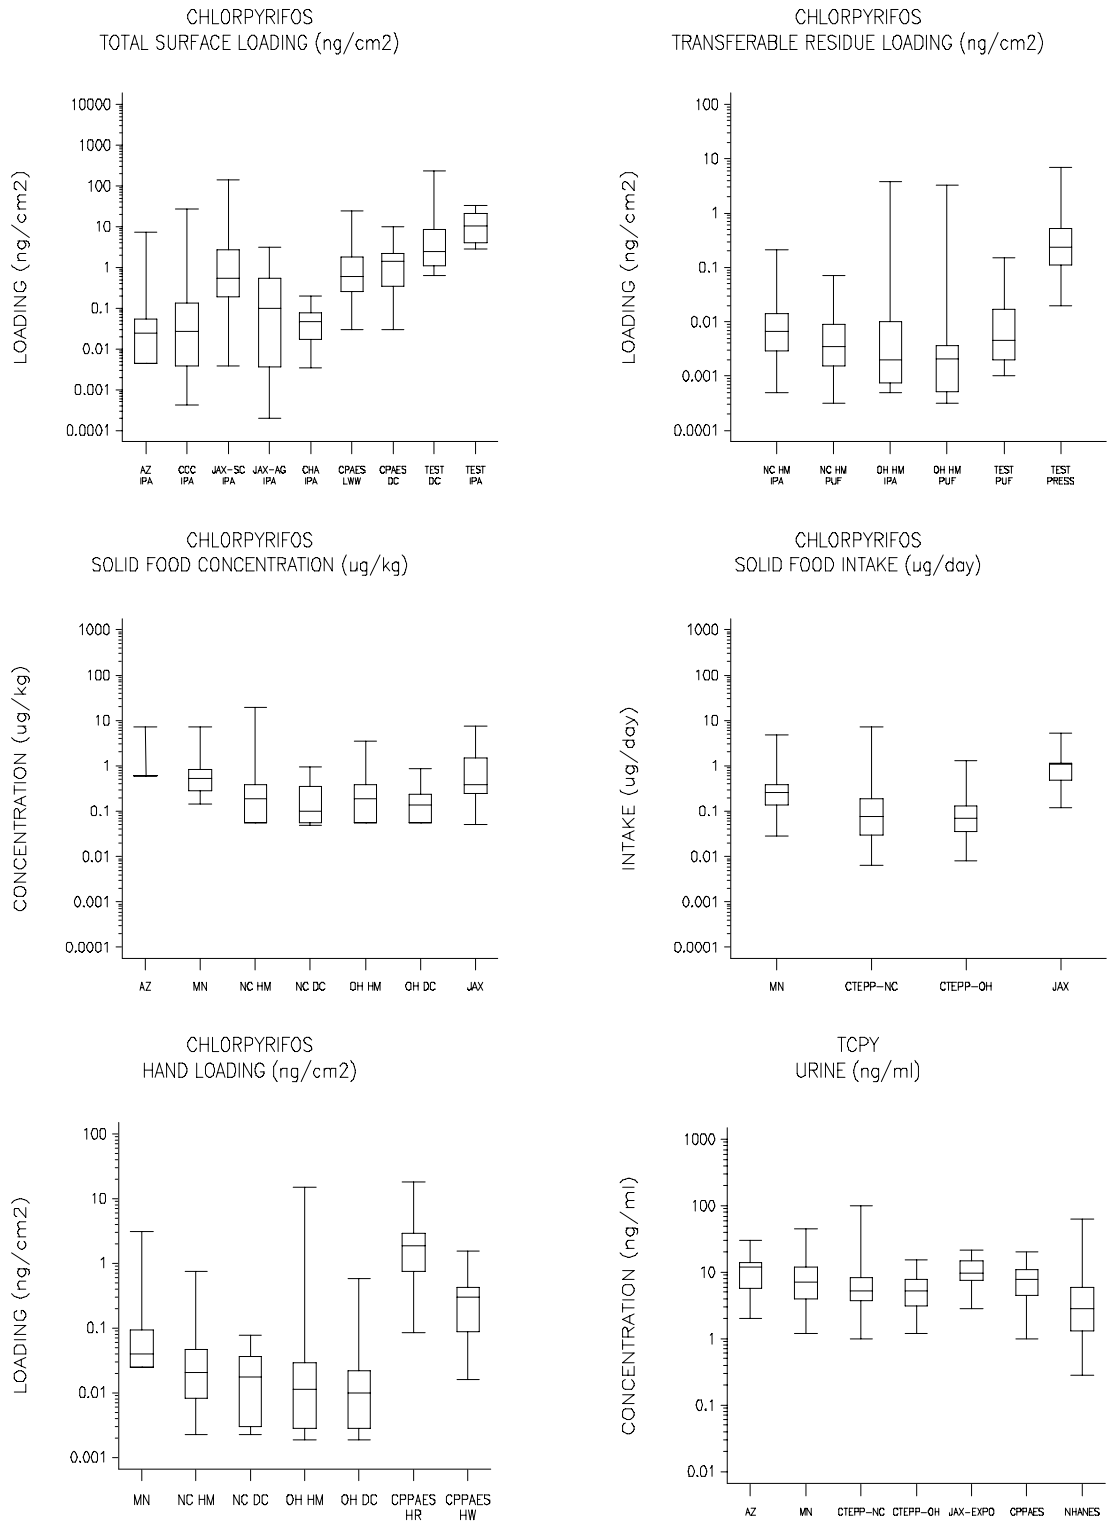 CHLORPYRIFOS
TOTAL SURFACE LOADING (ng/cm2)
LOADING (ng/cm2)
10000
1000
100
10
1
0.1
0.01
0.001
0.0001
AZ IPA
CCC IPA
JAX-SC IPA
JAX-AG IPA
CHA IPA
CPAES LWW
CPAES DC
TEST DC
TEST IPA
CHLORPYRIFOS
TRANSFERABLE RESIDUE LOADING (ng/cm2)
LOADING (ng/cm2)
100
10
1
0.1
0.01
0.001
0.0001
NC HM IPA
NC HM PUF
OH HM IPA
OH HM PUF
TEST PUF
TEST PRESS
CHLORPYRIFOS
SOLID FOOD CONCENTRATION (ug/kg)
CONCENTRATION (ug/kg)
1000
100
10
1
0.1
0.01
0.001
0.0001
AZ
MN
NC HM
NC DC
OH HM
OH DC
JAX
CHLORPYRIFOS
SOLID FOOD INTAKE (ug/day)
INTAKE (ug/day)
1000
100
10
1
0.1
0.01
0.001
0.0001
MN
CTEPP-NC
CTEPP-OH
JAX
CHLORPYRIFOS
HAND LOADING (ng/cm2)
LOADING (ng/cm2)
100
10
1
0.1
0.01
0.001
MN
NC HM
NC DC
OH HM
OH DC
CPPAES HR
CPPAES HW
TCPY
URINE (ng/ml)
CONCENTRATION (ng/ml)
1000
100
10
1
0.1
0.01
AZ
MN
CTEPP-NC
CTEPP-OH
JAX-EXPO
CPPAES
NHANES